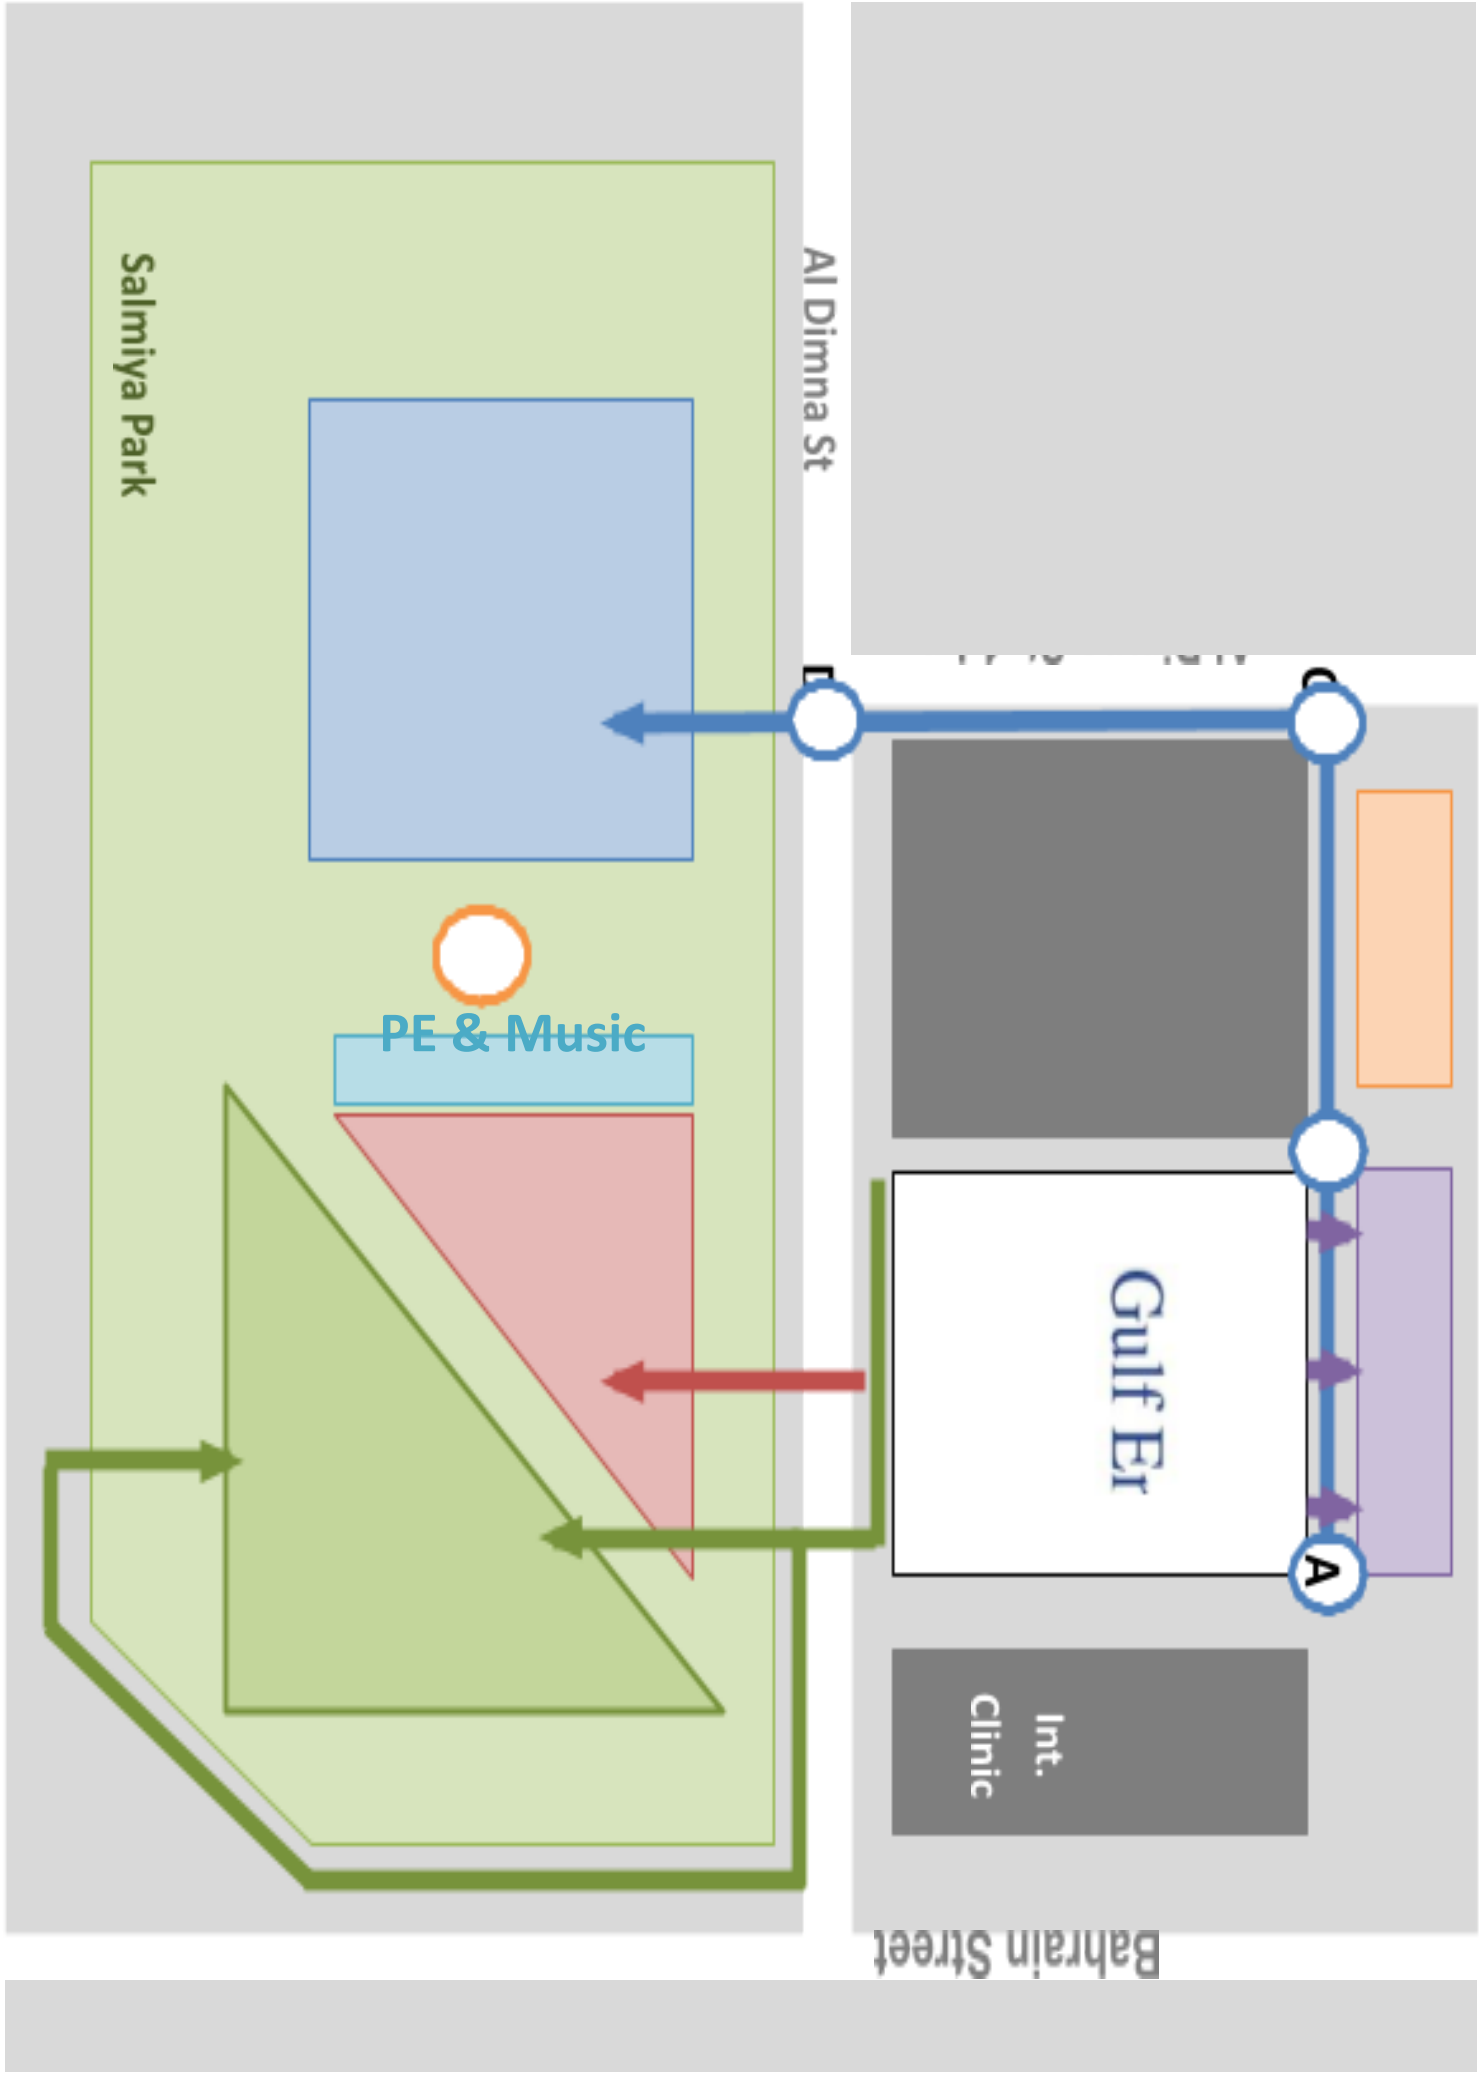 Salmiya Park
Al Dimna St
PE & Music
Gulf Er
A
Int.
Clinic
Bahrain Street